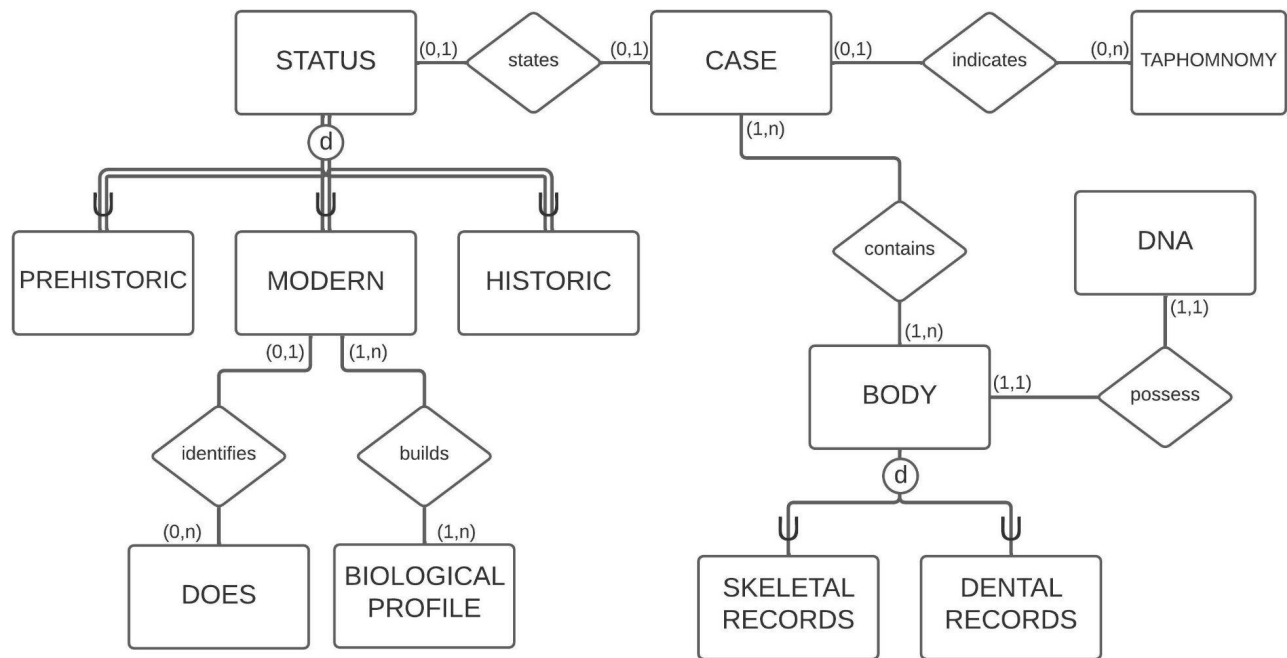 STATUS
(0,1)
states
(0,1)
CASE
(0,1)
indicates
(0,n)
TAPHOMNOMY
d
(1,n)
PREHISTORIC
MODERN
HISTORIC
contains
DNA
(1,1)
(0,1)
(1,n)
(1,n)
BODY
(1,1)
possess
identifies
builds
d
(0,n)
(1,n)
DOES
BIOLOGICAL
PROFILE
SKELETAL
RECORDS
DENTAL
RECORDS